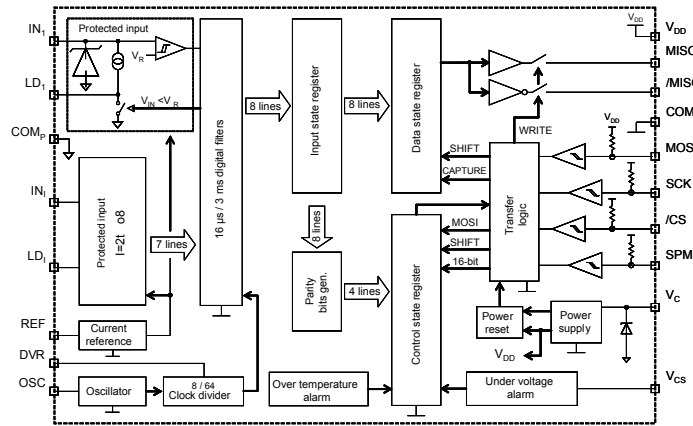 IN1
Protected input
VR
LD1
VIN <VR
COMP
INI
Protected input
I=2t o8
LDI
7 lines
REF
Current
reference
DVR
OSC
Oscillator
8 / 64
Clock divider
16 µs / 3 ms digital filters
8 lines
Input state register
8 lines
8 lines
Parity
bits gen.
4 lines
Over temperature
alarm
Data state register
SHIFT
CAPTURE
Control state register
MOSI
SHIFT
16-bit
WRITE
Transfer
logic
Power
reset
Power
supply
VDD
Under voltage
alarm
VDD
VDD
VDD
MISO
/MISO
COM
MOSI
SCK
/CS
SPM
VC
VCS